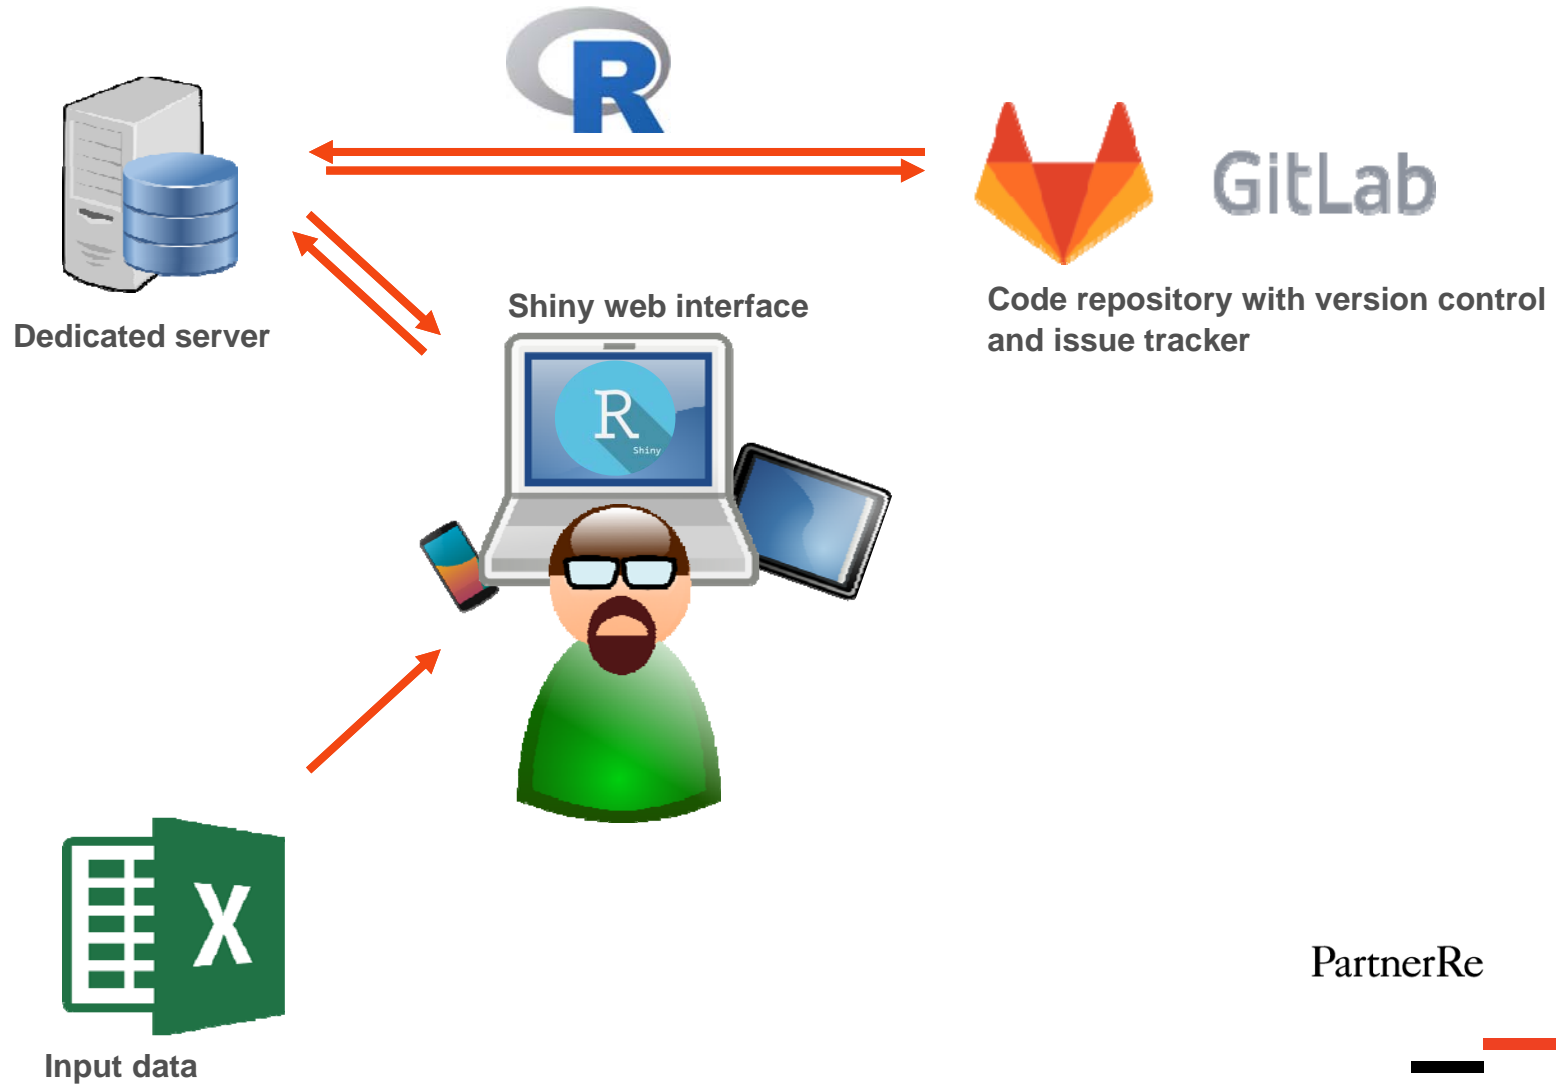 R
GitLab
Dedicated server
Shiny web interface
Code repository with version control
and issue tracker
R
Shiny
X
Input data
PartnerRe